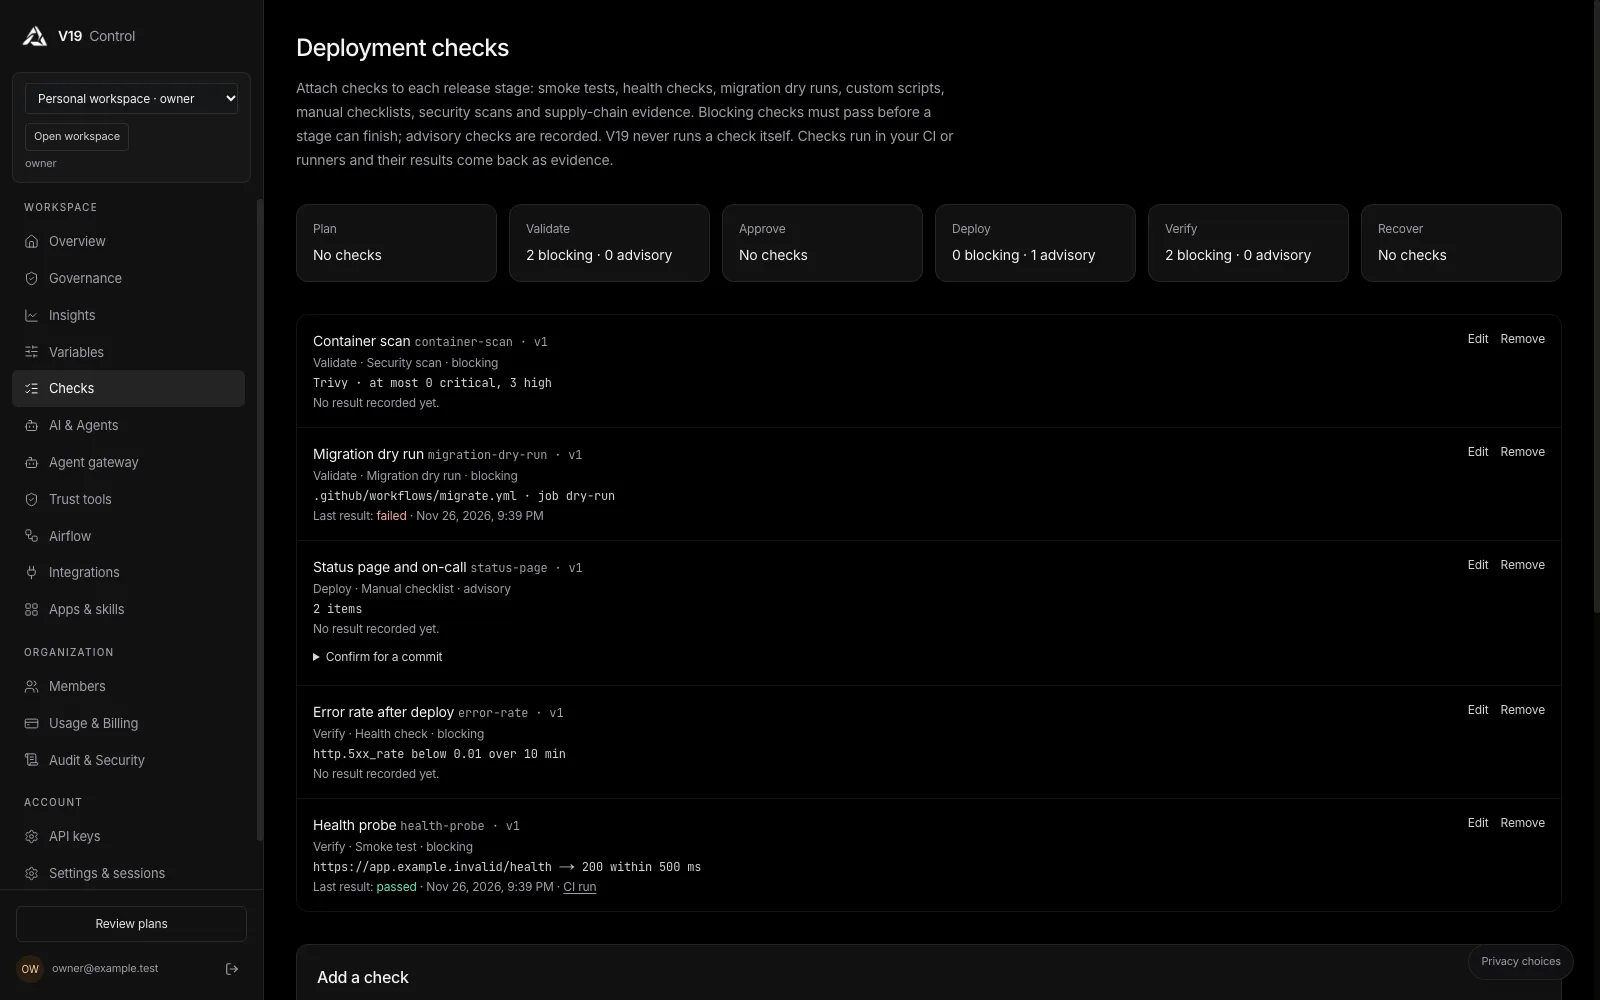 V19 Control
Personal workspace · owner
Open workspace
owner
WORKSPACE
Overview
Governance
Insights
Variables
Checks
AI & Agents
Agent gateway
Trust tools
Airflow
Integrations
Apps & skills
ORGANIZATION
Members
Usage & Billing
Audit & Security
ACCOUNT
API keys
Settings & sessions
Review plans
OW owner@example.test
Deployment checks
Attach checks to each release stage: smoke tests, health checks, migration dry runs, custom scripts,
manual checklists, security scans and supply-chain evidence. Blocking checks must pass before a
stage can finish; advisory checks are recorded. V19 never runs a check itself. Checks run in your CI or
runners and their results come back as evidence.
Plan
No checks
Validate
2 blocking · 0 advisory
Approve
No checks
Deploy
0 blocking · 1 advisory
Verify
2 blocking · 0 advisory
Recover
No checks
Container scan container-scan · v1
Edit Remove
Validate · Security scan · blocking
Trivy · at most 0 critical, 3 high
No result recorded yet.
Migration dry run migration-dry-run · v1
Edit Remove
Validate · Migration dry run · blocking
.github/workflows/migrate.yml · job dry-run
Last result: failed · Nov 26, 2026, 9:39 PM
Status page and on-call status-page · v1
Edit Remove
Deploy · Manual checklist · advisory
2 items
No result recorded yet.
▶ Confirm for a commit
Error rate after deploy error-rate · v1
Edit Remove
Verify · Health check · blocking
http.5xx_rate below 0.01 over 10 min
No result recorded yet.
Health probe health-probe · v1
Edit Remove
Verify · Smoke test · blocking
https://app.example.invalid/health ⟶ 200 within 500 ms
Last result: passed · Nov 26, 2026, 9:39 PM · CI run
Add a check
Privacy choices